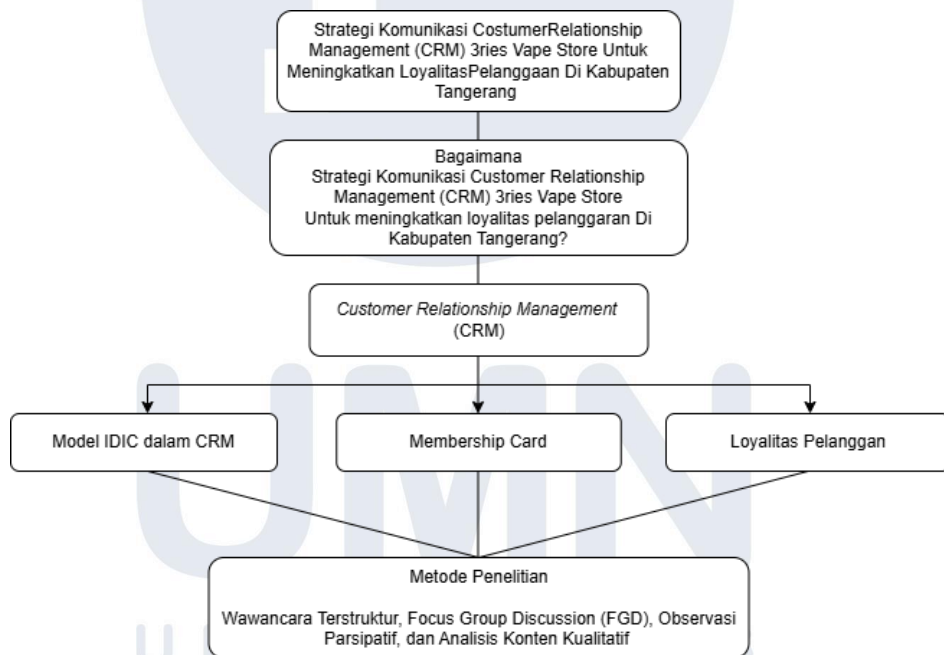 Strategi Komunikasi CostumerRelationship
Management (CRM) 3ries Vape Store Untuk
Meningkatkan LoyalitasPelanggaan Di Kabupaten
Tangerang
Bagaimana
Strategi Komunikasi Customer Relationship
Management (CRM) 3ries Vape Store
Untuk meningkatkan loyalitas pelanggaran Di
Kabupaten Tangerang?
Customer Relationship Management
(CRM)
Model IDIC dalam CRM
Membership Card
Loyalitas Pelanggan
UMN
Metode Penelitian
Wawancara Terstruktur, Focus Group Discussion (FGD), Observasi
Parsipatif, dan Analisis Konten Kualitatif